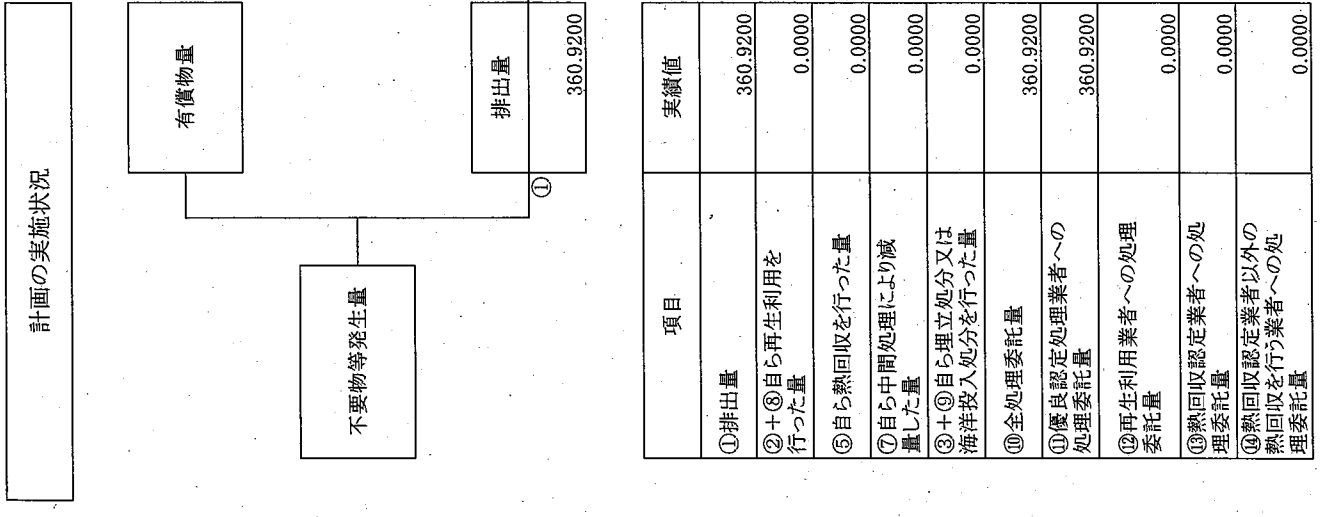 計画の実施状況
有償物量
不要物等発生量
排出量
①
360.9200
項目
実績値
①排出量
360.9200
②+⑧自ら再生利用を
行った量
0.0000
⑤自ら熱回収を行った量
0.0000
⑦自ら中間処理により減
量した量
0.0000
③+⑨自ら埋立処分又は
海洋投入処分を行った量
0.0000
⑩全処理委託量
360.9200
⑪優良認定処理業者への
処理委託量
360.9200
⑫再生利用業者への処理
委託量
0.0000
⑬熱回収認定業者への処
理委託量
0.0000
⑭熱回収認定業者以外の
熱回収を行う業者への処
理委託量
0.0000